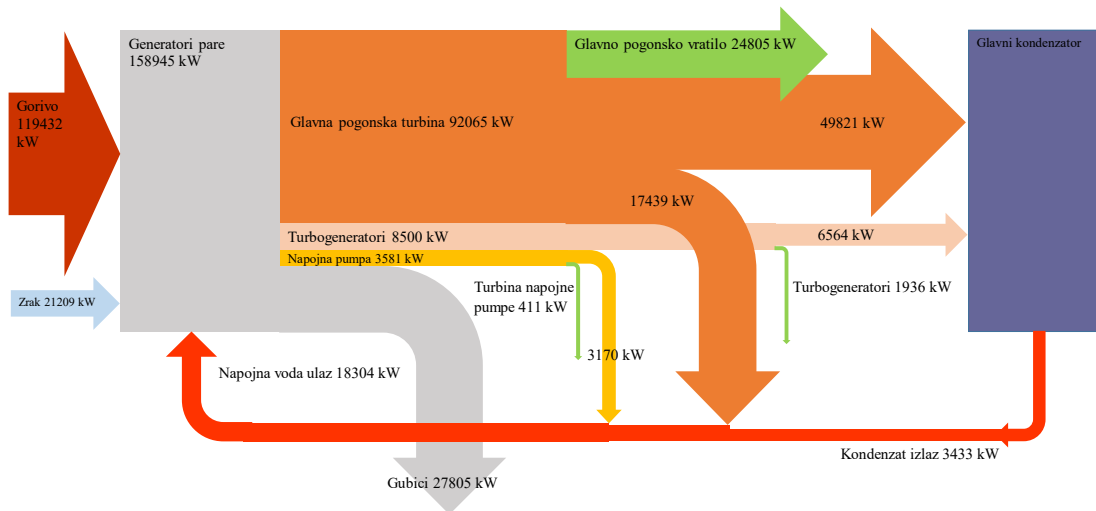 Generatori pare
158945 kW
Glavno pogonsko vratilo 24805 kW
Glavni kondenzator
Gorivo
119432
kW
Glavna pogonska turbina 92065 kW
49821 kW
17439 kW
Turbogeneratori 8500 kW
6564 kW
Napojna pumpa 3581 kW
Zrak 21209 kW
Turbina napojne
pumpe 411 kW
Turbogeneratori 1936 kW
3170 kW
Napojna voda ulaz 18304 kW
Kondenzat izlaz 3433 kW
Gubici 27805 kW